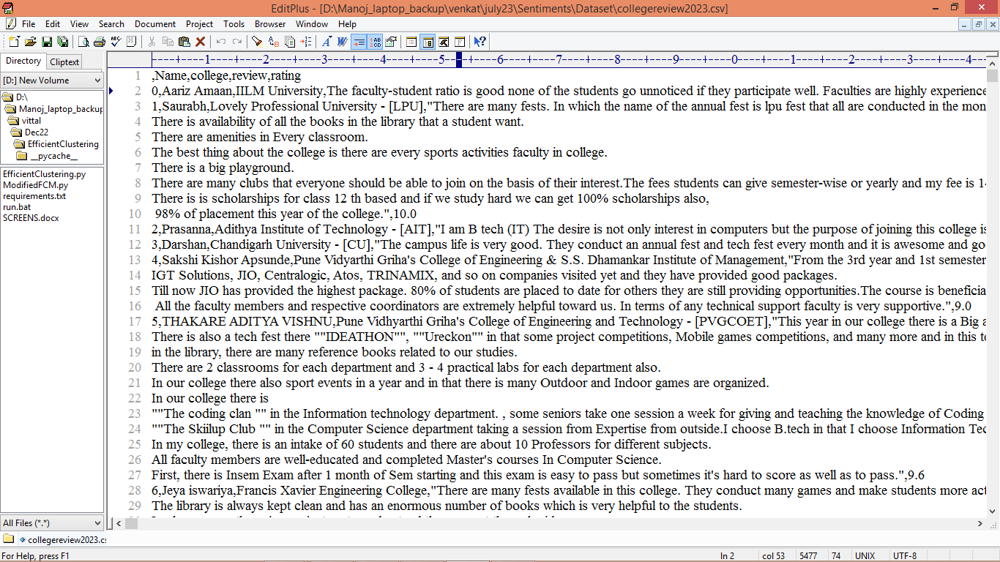 EditPlus - [D:\Manoj_laptop_backup\venkat\july23\Sentiments\Dataset\collegereview2023.csv]
File Edit View Search Document Project Tools Browser Window Help
Directory Cliptext
[D:] New Volume
D:\
Manoj_laptop_backup
vittal
Dec22
EfficientClustering
__pycache__
EfficientClustering.py
ModifiedFCM.py
requirements.txt
run.bat
SCREENS.docx
All Files (*.*)
----+----1----+----2----+----3----+----4----+----5----+----6----+----7----+----8----+----9----+----0----+----1----+----2----+----3----+----4--
1 ,Name,college,review,rating
2 0,Aariz Amaan,IILM University,The faculty-student ratio is good none of the students go unnoticed if they participate well. Faculties are highly experience
3 1,Saurabh,Lovely Professional University - [LPU],"There are many fests. In which the name of the annual fest is lpu fest that all are conducted in the mon
4 There is availability of all the books in the library that a student want.
5 There are amenities in Every classroom.
6 The best thing about the college is there are every sports activities faculty in college.
7 There is a big playground.
8 There are many clubs that everyone should be able to join on the basis of their interest.The fees students can give semester-wise or yearly and my fee is 1
9 There is is scholarships for class 12 th based and if we study hard we can get 100% scholarships also,
10 98% of placement this year of the college.",10.0
11 2,Prasanna,Adithya Institute of Technology - [AIT],"I am B tech (IT) The desire is not only interest in computers but the purpose of joining this college is
12 3,Darshan,Chandigarh University - [CU],"The campus life is very good. They conduct an annual fest and tech fest every month and it is awesome and go
13 4,Sakshi Kishor Apsunde,Pune Vidyarthi Griha's College of Engineering & S.S. Dhamankar Institute of Management,"From the 3rd year and 1st semester
14 IGT Solutions, JIO, Centralogic, Atos, TRINAMIX, and so on companies visited yet and they have provided good packages.
15 Till now JIO has provided the highest package. 80% of students are placed to date for others they are still providing opportunities.The course is beneficia
16 All the faculty members and respective coordinators are extremely helpful toward us. In terms of any technical support faculty is very supportive.",9.0
17 5,THAKARE ADITYA VISHNU,Pune Vidhyarthi Griha's College of Engineering and Technology - [PVGCOET],"This year in our college there is a Big a
18 There is also a tech fest there ""IDEATHON"", ""Ureckon"" in that some project competitions, Mobile games competitions, and many more and in this te
19 in the library, there are many reference books related to our studies.
20 There are 2 classrooms for each department and 3 - 4 practical labs for each department also.
21 In our college there also sport events in a year and in that there is many Outdoor and Indoor games are organized.
22 In our college there is
23 ""The coding clan "" in the Information technology department. , some seniors take one session a week for giving and teaching the knowledge of Coding
24 ""The Skiilup Club "" in the Computer Science department taking a session from Expertise from outside.I choose B.tech in that I choose Information Tec
25 In my college, there is an intake of 60 students and there are about 10 Professors for different subjects.
26 All faculty members are well-educated and completed Master's courses In Computer Science.
27 First, there is Insem Exam after 1 month of Sem starting and this exam is easy to pass but sometimes it's hard to score as well as to pass.",9.6
28 6,Jeya iswariya,Francis Xavier Engineering College,"There are many fests available in this college. They conduct many games and make students more act
29 The library is always kept clean and has an enormous number of books which is very helpful to the students.
collegereview2023.cs
For Help, press F1 ln 2 col 53 5477 74 UNIX UTF-8